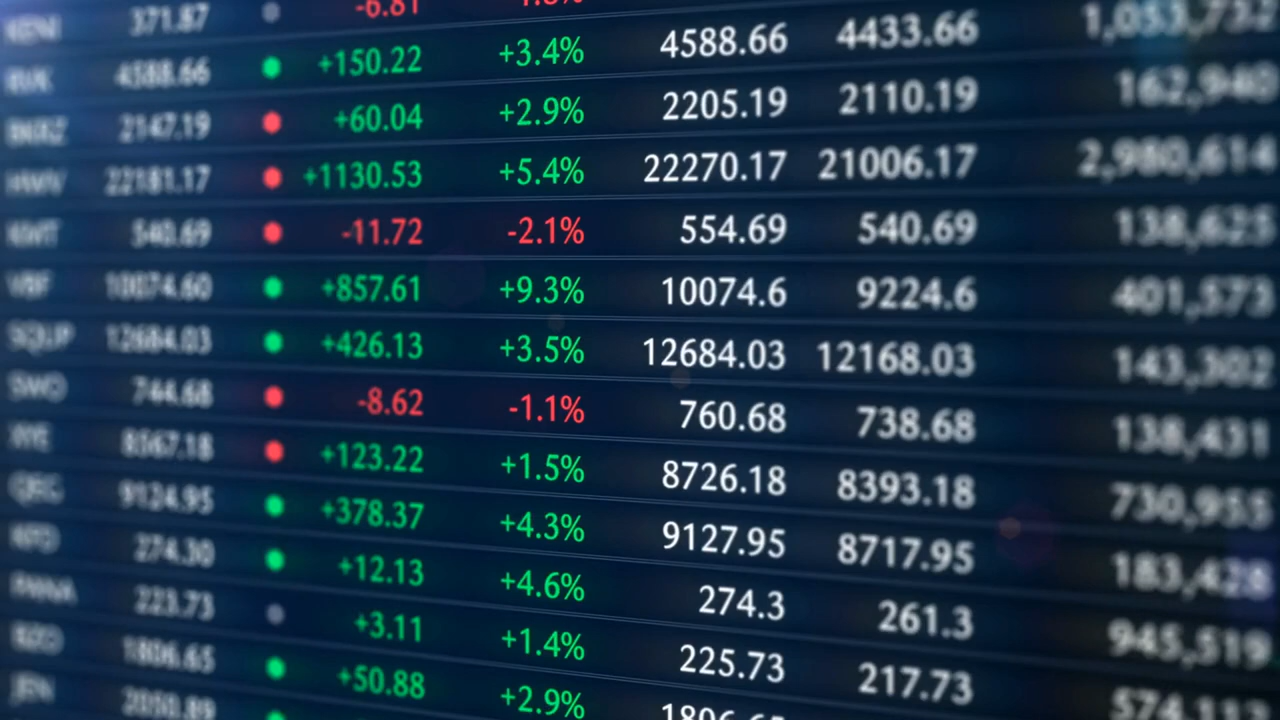 371.87 -6.81
4588.66 +150.22 +3.4% 4588.66 4433.66
2147.19 +60.04 +2.9% 2205.19 2110.19 162,940
22181.17 +1130.53 +5.4% 22270.17 21006.17 2,980,614
540.69 -11.72 -2.1% 554.69 540.69 138,625
VBF 10074.60 +857.61 +9.3% 10074.6 9224.6 401,573
SQUP 12684.03 +426.13 +3.5% 12684.03 12168.03 143,302
SWO 744.68 -8.62 -1.1% 760.68 738.68 138,431
8567.18 +123.22 +1.5% 8726.18 8393.18 730,955
9124.95 +378.37 +4.3% 9127.95 8717.95 183,428
274.30 +12.13 +4.6% 274.3 261.3 945,519
223.73 +3.11 +1.4% 225.73 217.73
1806.65 +50.88 +2.9% 1806.65
2050.89